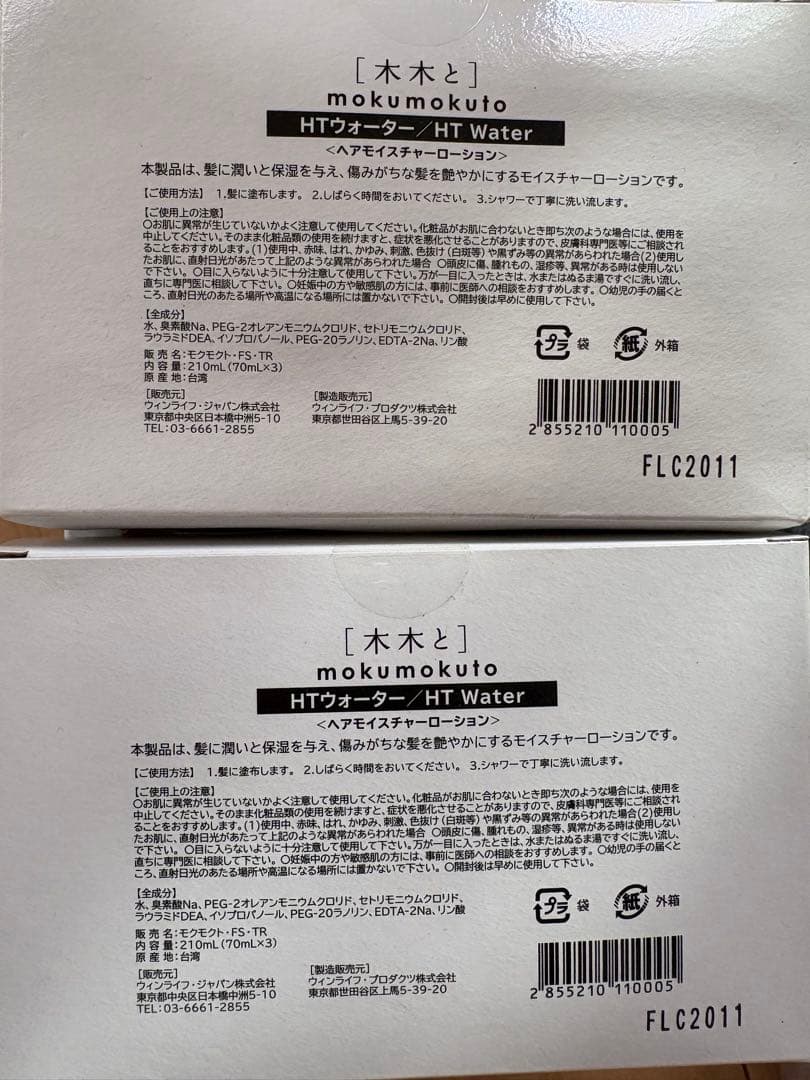 [木木と]
mokumokuto
HTウォーター／HT Water
<ヘアモイスチャーローション>
本製品は、髪に潤いと保湿を与え、傷みがちな髪を艶やかにするモイスチャーローションです。
【ご使用方法】 1.髪に塗布します。 2.しばらく時間をおいてください。 3.シャワーで丁寧に洗い流します。
【ご使用上の注意】
○お肌に異常が生じていないかよく注意して使用してください。化粧品がお肌に合わないとき即ち次のような場合には、使用を
中止してください。そのまま化粧品類の使用を続けますと、症状を悪化させることがありますので、皮膚科専門医等にご相談され
ることをおすすめします。(1)使用中、赤味、はれ、かゆみ、刺激、色抜け(白斑等)や黒ずみ等の異常があらわれた場合(2)使用し
たお肌に、直射日光があたって上記のような異常があらわれた場合 ○頭皮に傷、腫れもの、湿疹等、異常がある時は使用しない
で下さい。 ○目に入らないように十分注意して使用して下さい。万が一目に入ったときは、水またはぬるま湯ですぐに洗い流し、
直ちに専門医に相談して下さい。 ○妊娠中の方や敏感肌の方には、事前に医師への相談をおすすめします。 ○幼児の手の届くと
ころ、直射日光のあたる場所や高温になる場所には置かないで下さい。 ○開封後は早めに使用して下さい。
【全成分】
水、臭素酸Na、PEG-2オレアンモニウムクロリド、セトリモニウムクロリド、
ラウラミドDEA、イソプロパノール、PEG-20ラノリン、EDTA-2Na、リン酸
販売名：モクモクト・FS・TR
内容量：210mL(70mL×3)
原産地：台湾
プラ 袋 紙 外箱
[販売元]
ウィンライフ・ジャパン株式会社
東京都中央区日本橋中洲5-10
TEL：03-6661-2855
[製造販売元]
ウィンライフ・プロダクツ株式会社
東京都世田谷区上馬5-39-20
2 855210 110005
FLC2011
[木木と]
mokumokuto
HTウォーター／HT Water
<ヘアモイスチャーローション>
本製品は、髪に潤いと保湿を与え、傷みがちな髪を艶やかにするモイスチャーローションです。
【ご使用方法】 1.髪に塗布します。 2.しばらく時間をおいてください。 3.シャワーで丁寧に洗い流します。
【ご使用上の注意】
○お肌に異常が生じていないかよく注意して使用してください。化粧品がお肌に合わないとき即ち次のような場合には、使用を
中止してください。そのまま化粧品類の使用を続けますと、症状を悪化させることがありますので、皮膚科専門医等にご相談され
ることをおすすめします。(1)使用中、赤味、はれ、かゆみ、刺激、色抜け(白斑等)や黒ずみ等の異常があらわれた場合(2)使用し
たお肌に、直射日光があたって上記のような異常があらわれた場合 ○頭皮に傷、腫れもの、湿疹等、異常がある時は使用しない
で下さい。 ○目に入らないように十分注意して使用して下さい。万が一目に入ったときは、水またはぬるま湯ですぐに洗い流し、
直ちに専門医に相談して下さい。 ○妊娠中の方や敏感肌の方には、事前に医師への相談をおすすめします。 ○幼児の手の届くと
ころ、直射日光のあたる場所や高温になる場所には置かないで下さい。 ○開封後は早めに使用して下さい。
【全成分】
水、臭素酸Na、PEG-2オレアンモニウムクロリド、セトリモニウムクロリド、
ラウラミドDEA、イソプロパノール、PEG-20ラノリン、EDTA-2Na、リン酸
販売名：モクモクト・FS・TR
内容量：210mL(70mL×3)
原産地：台湾
プラ 袋 紙 外箱
[販売元]
ウィンライフ・ジャパン株式会社
東京都中央区日本橋中洲5-10
TEL：03-6661-2855
[製造販売元]
ウィンライフ・プロダクツ株式会社
東京都世田谷区上馬5-39-20
2 855210 110005
FLC2011